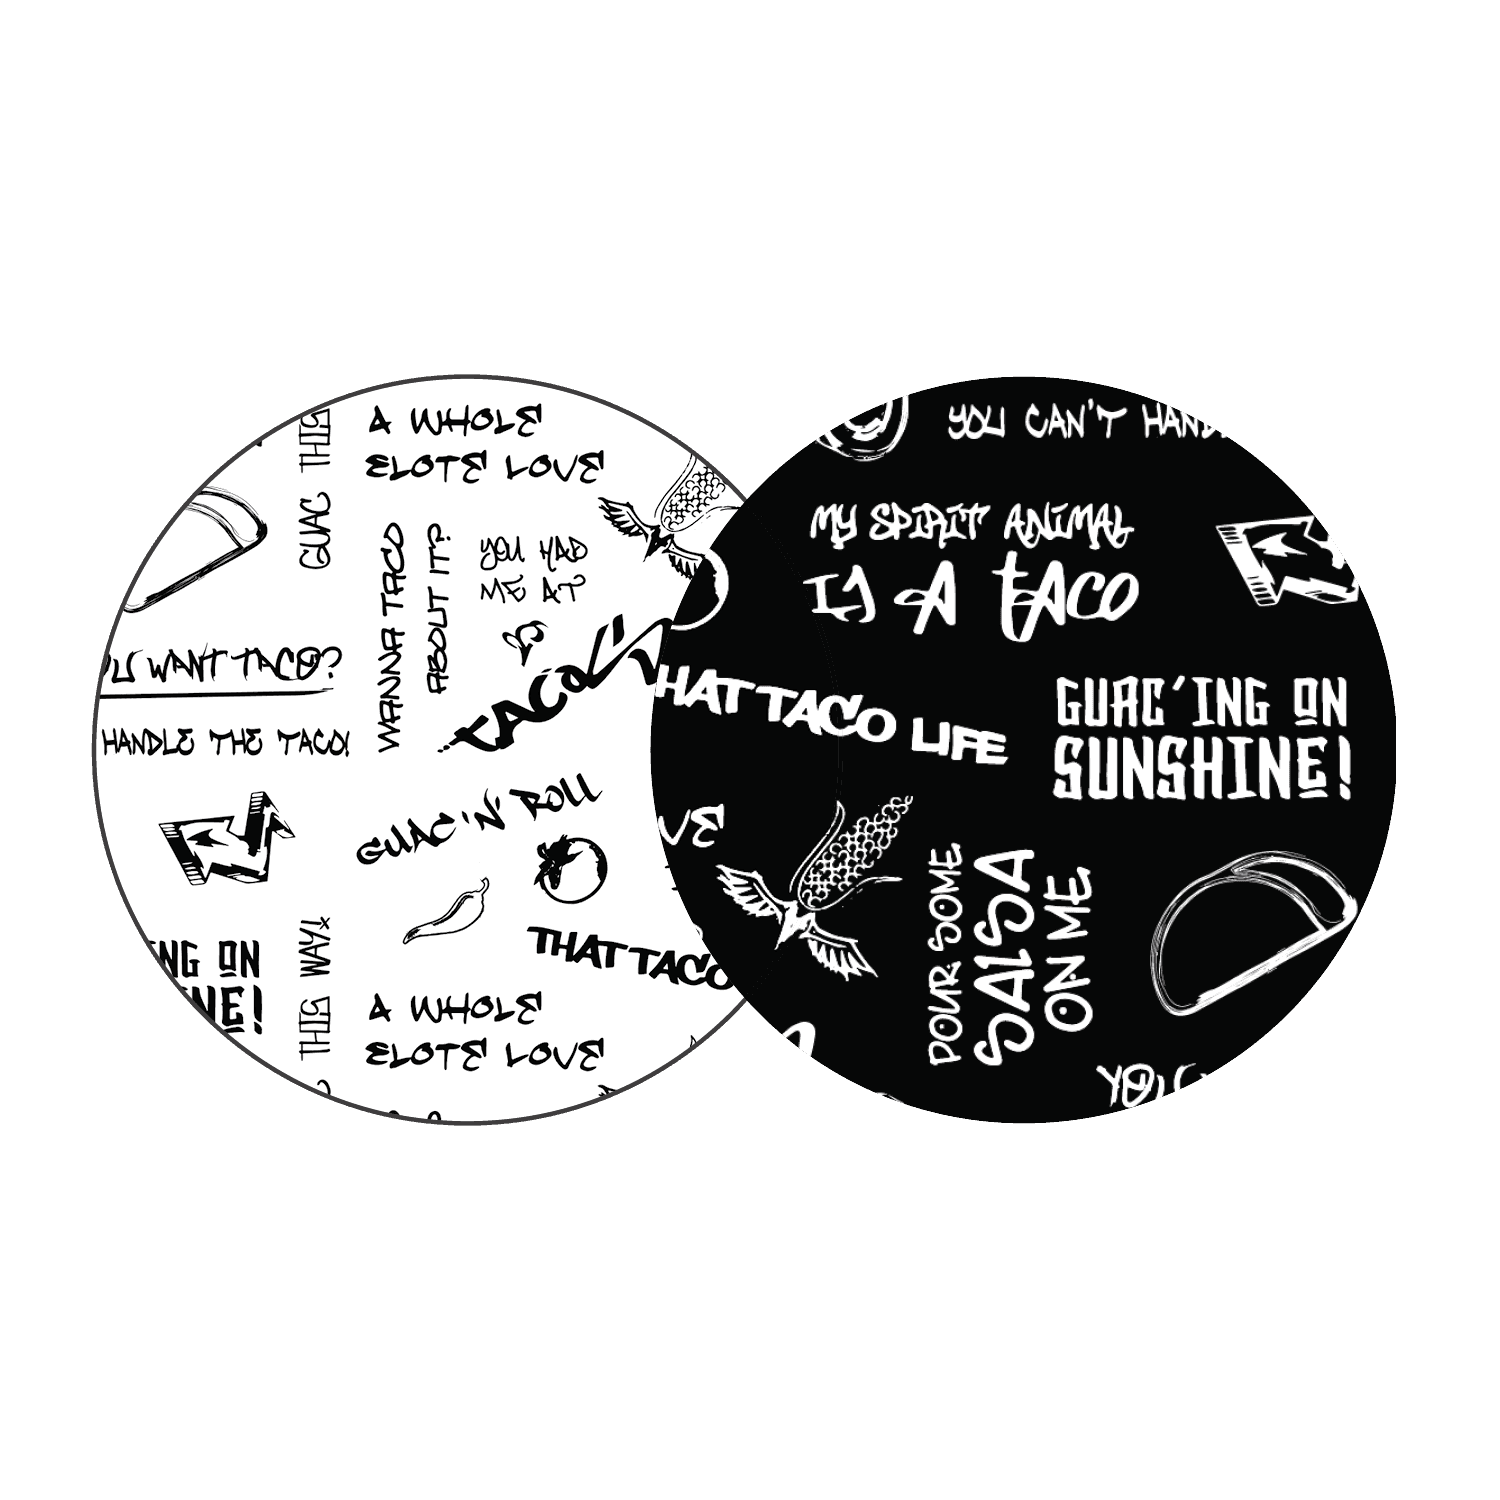 GUAC THIS
A WHOLE
ELOTE LOVE
WANNA TACO
ABOUT IT?
YOU HAD
ME AT
TACOS
U WANT TACO?
HANDLE THE TACO!
GUAC 'N' ROLL
THIS WAY!
NG ON
NE!
THAT TACO
A WHOLE
ELOTE LOVE
YOU CAN'T HAND
MY SPIRIT ANIMAL
IS A TACO
HAT TACO LIFE
GUAC'ING ON
SUNSHINE!
VE
POUR SOME
SALSA
ON ME
YOU